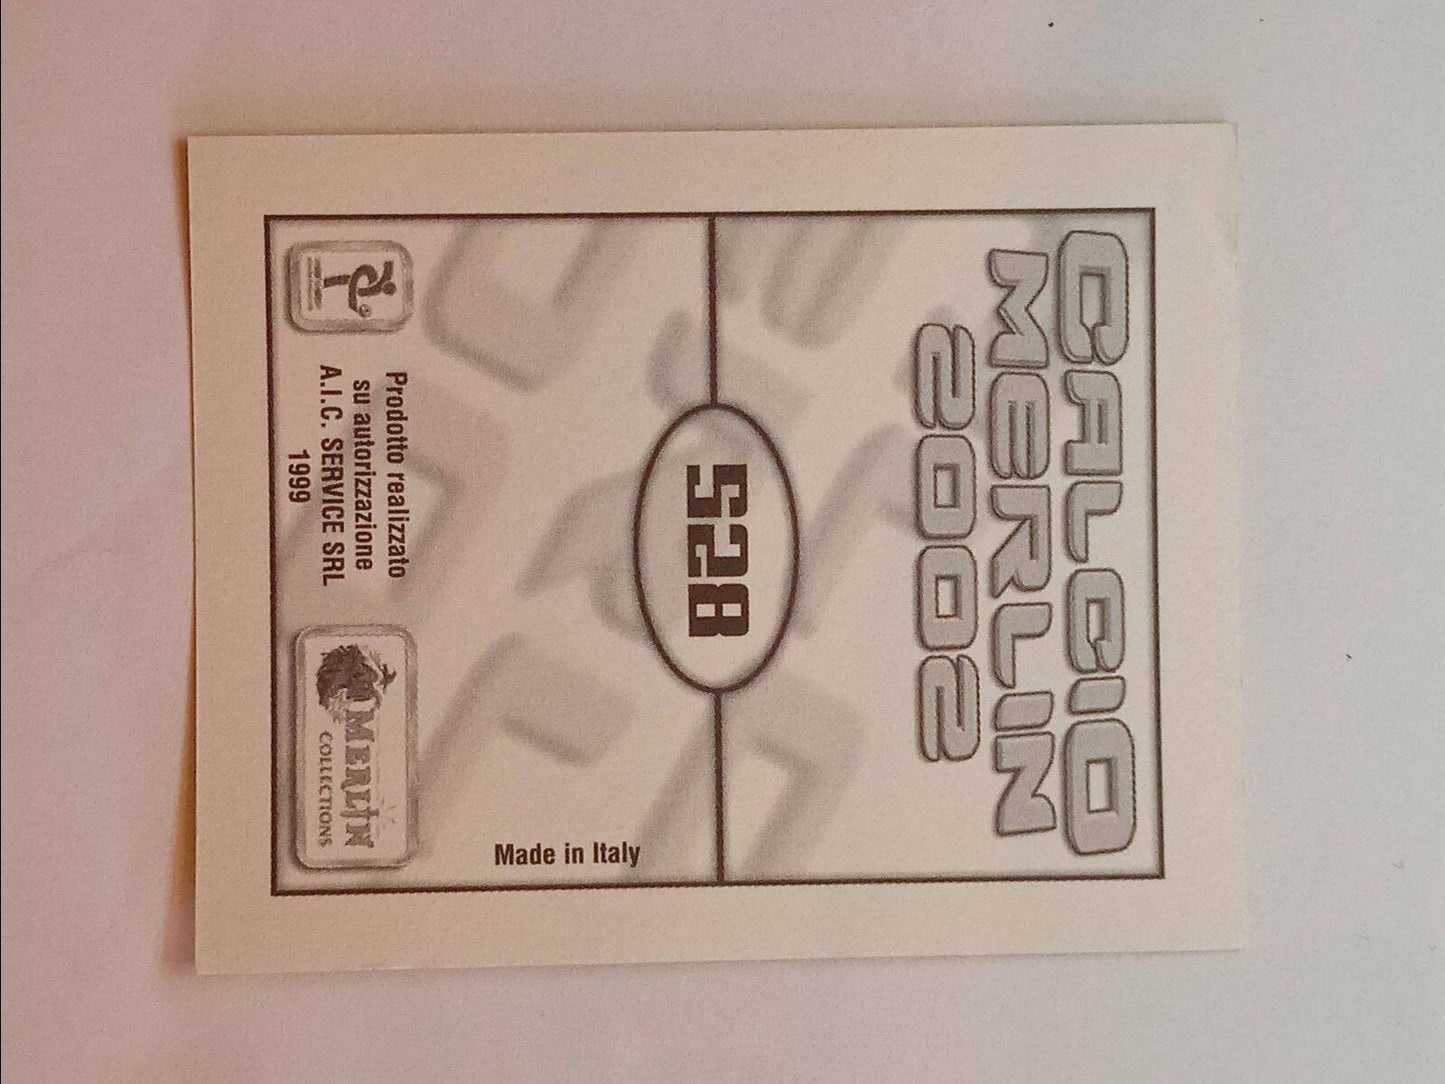 CALCIO
MERLIN
2002
528
Made in Italy
Prodotto realizzato
su autorizzazione
A.I.C. SERVICE SRL
1999
MERLIN
COLLECTIONS